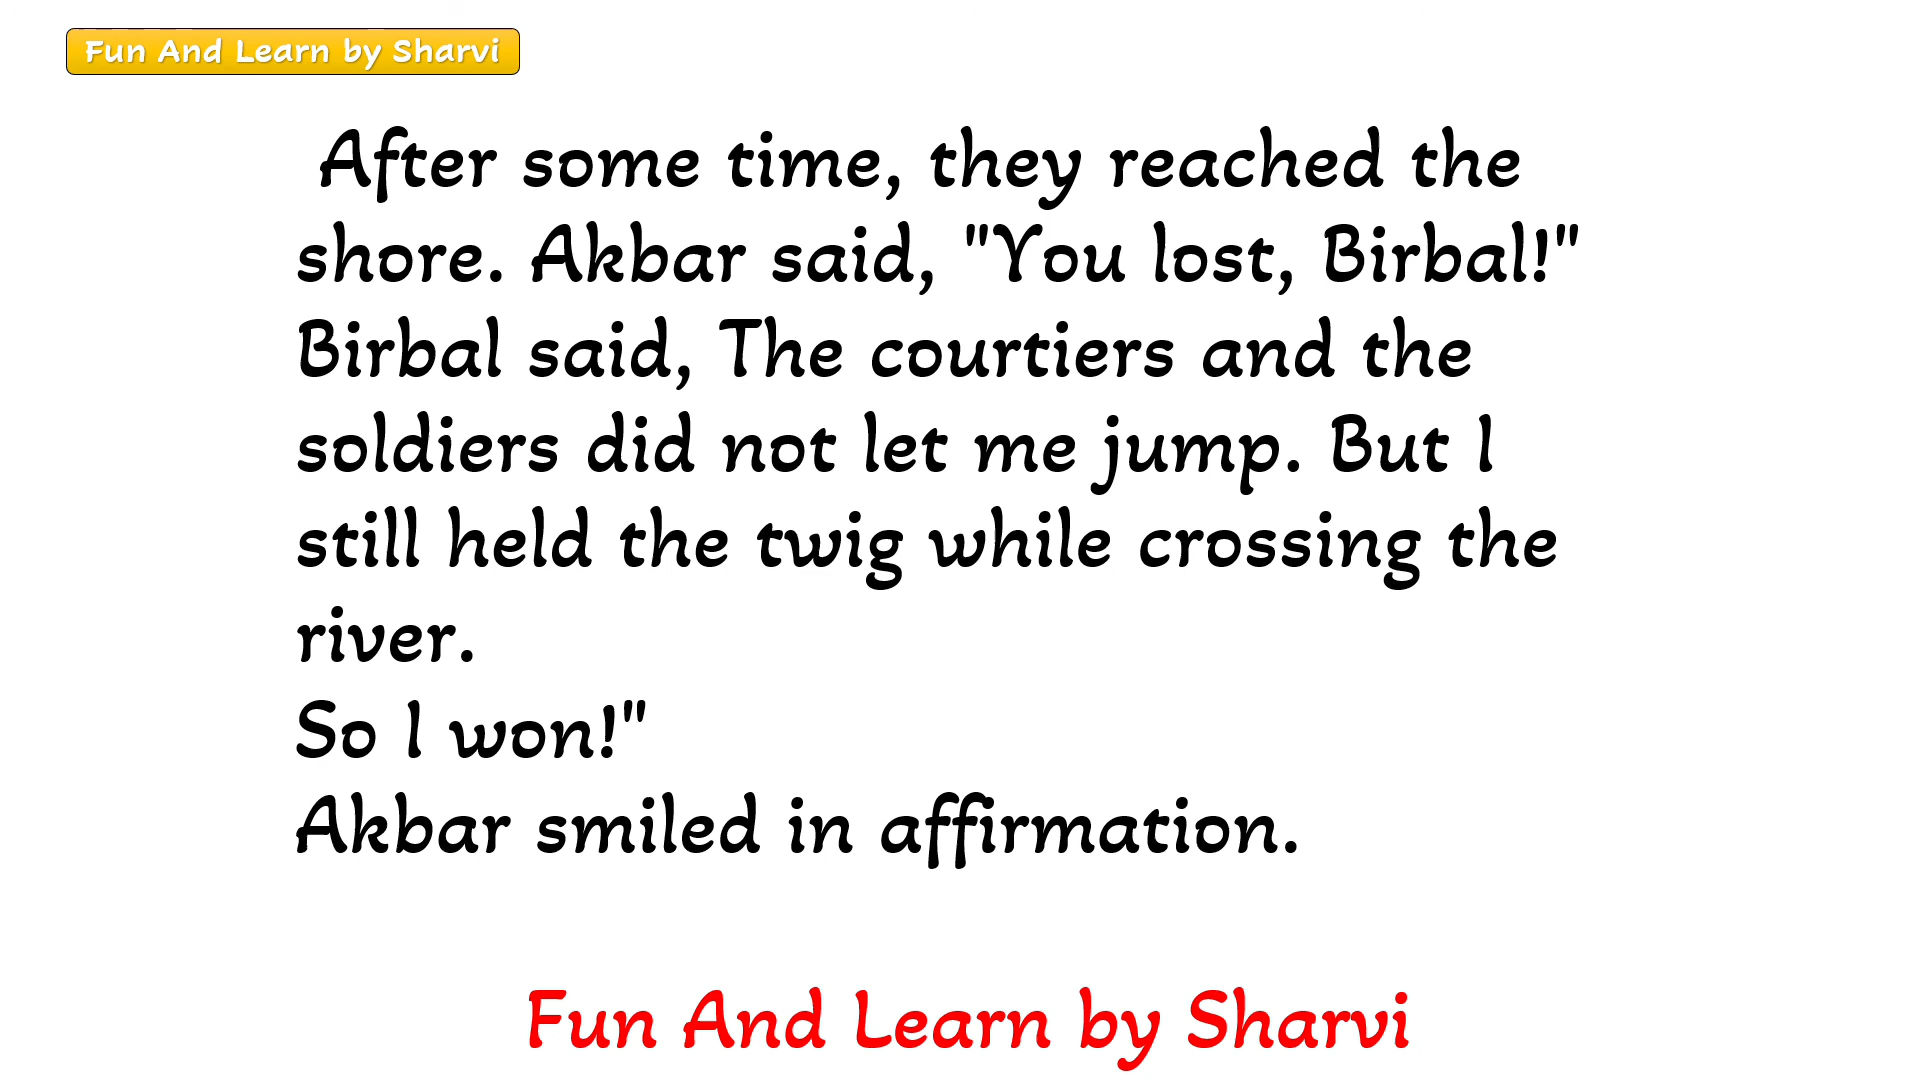 Fun And Learn by Sharvi
After some time, they reached the
shore. Akbar said, "You lost, Birbal!"
Birbal said, The courtiers and the
soldiers did not let me jump. But I
still held the twig while crossing the
river.
So I won!"
Akbar smiled in affirmation.
Fun And Learn by Sharvi